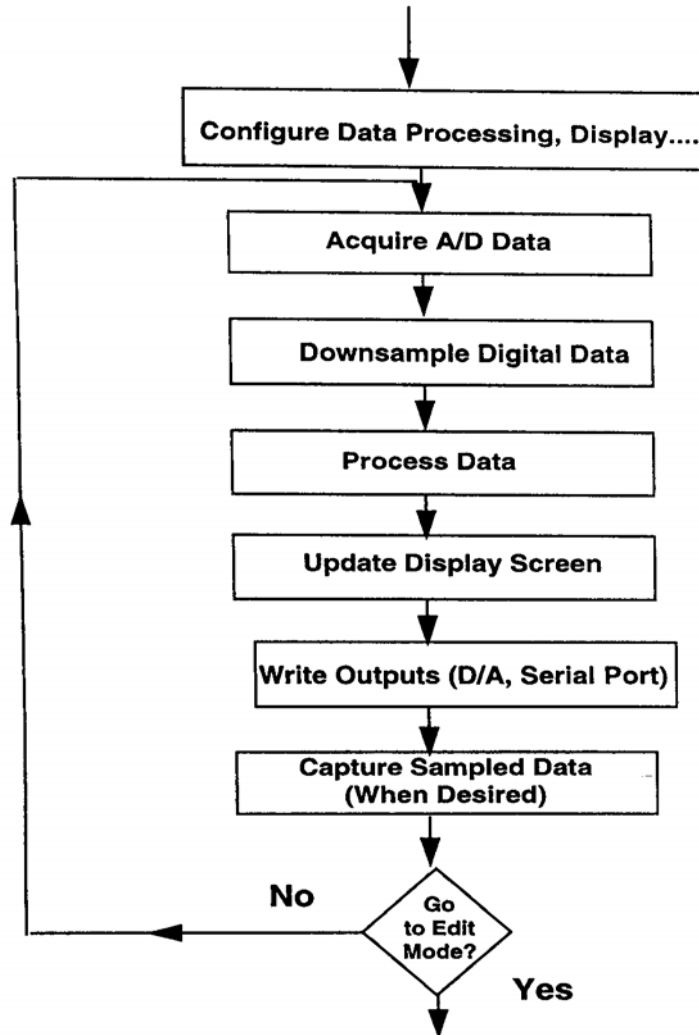 Configure Data Processing, Display....
Acquire A/D Data
Downsample Digital Data
Process Data
Update Display Screen
Write Outputs (D/A, Serial Port)
Capture Sampled Data
(When Desired)
Go
to Edit
Mode?
No
Yes